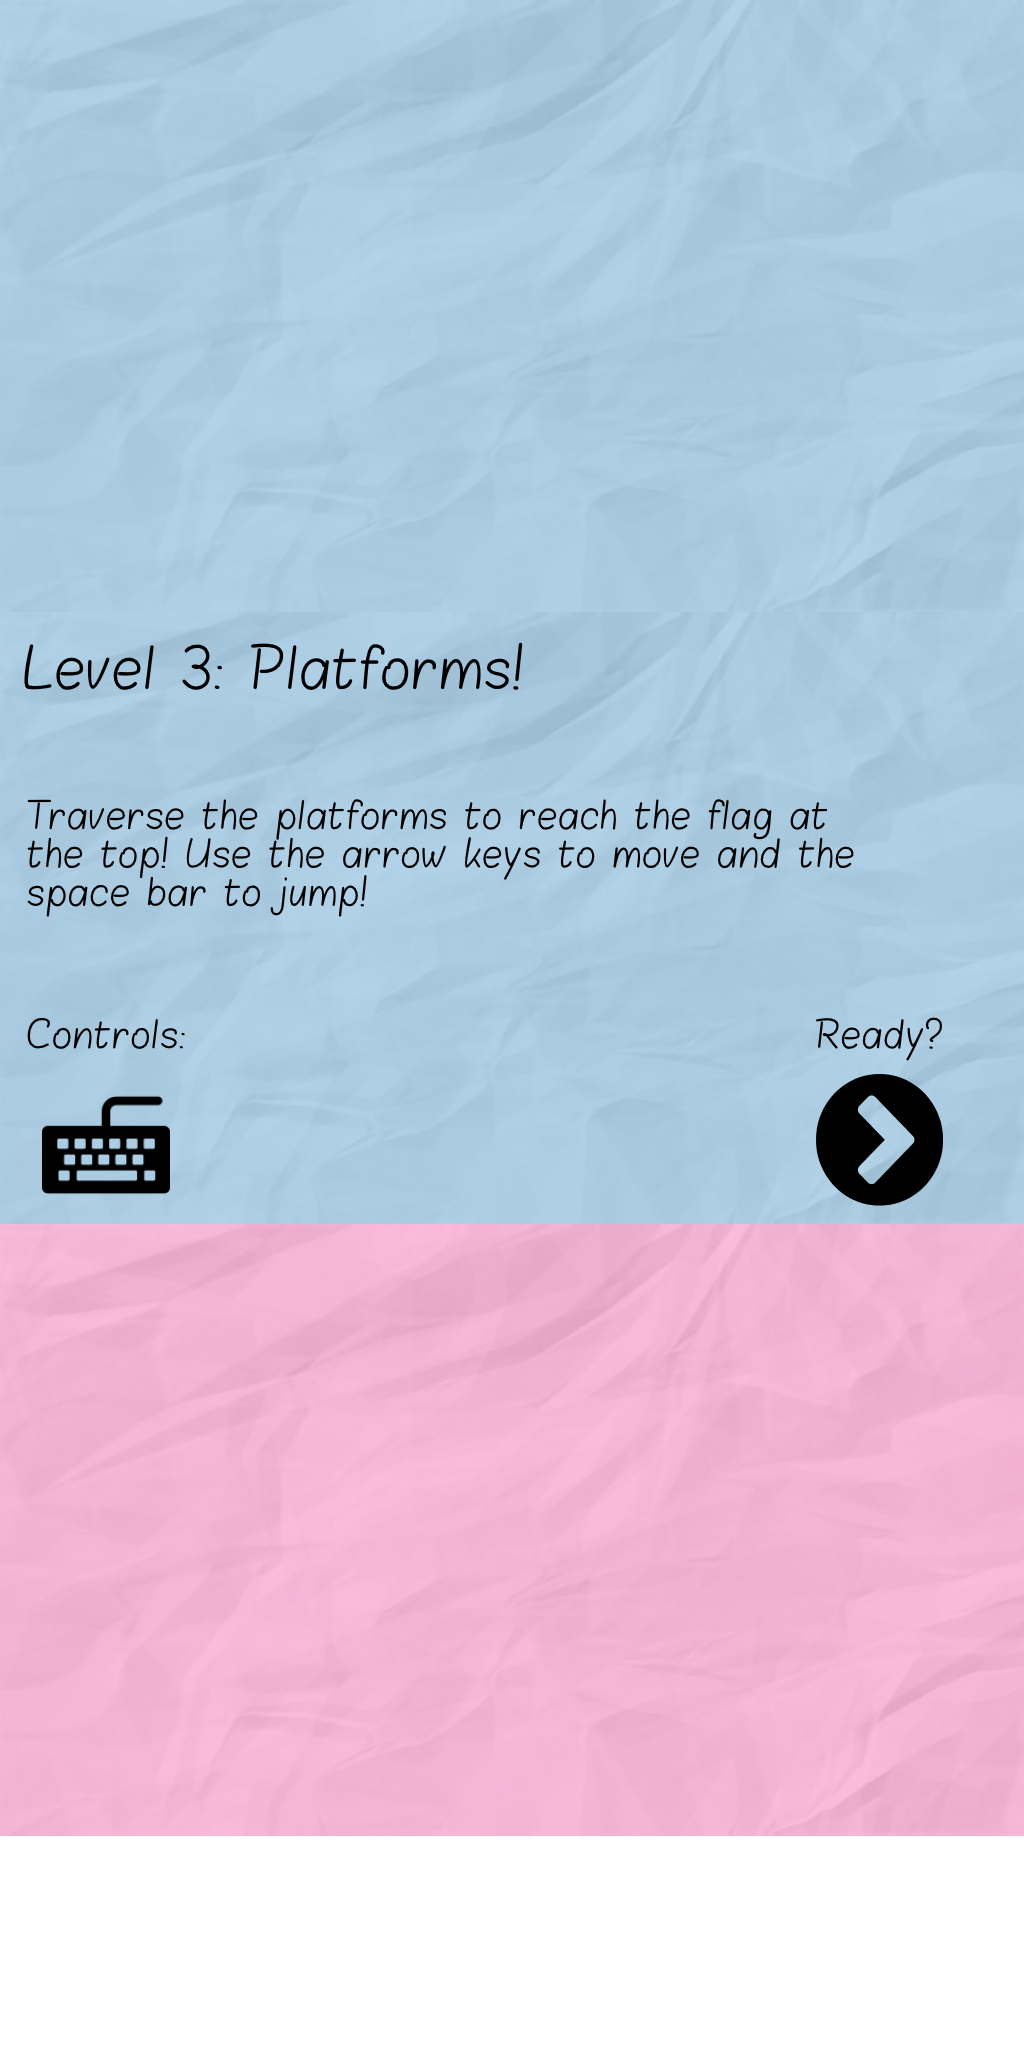 Level 3: Platforms!
Traverse the platforms to reach the flag at
the top! Use the arrow keys to move and the
space bar to jump!
Controls:
Ready?